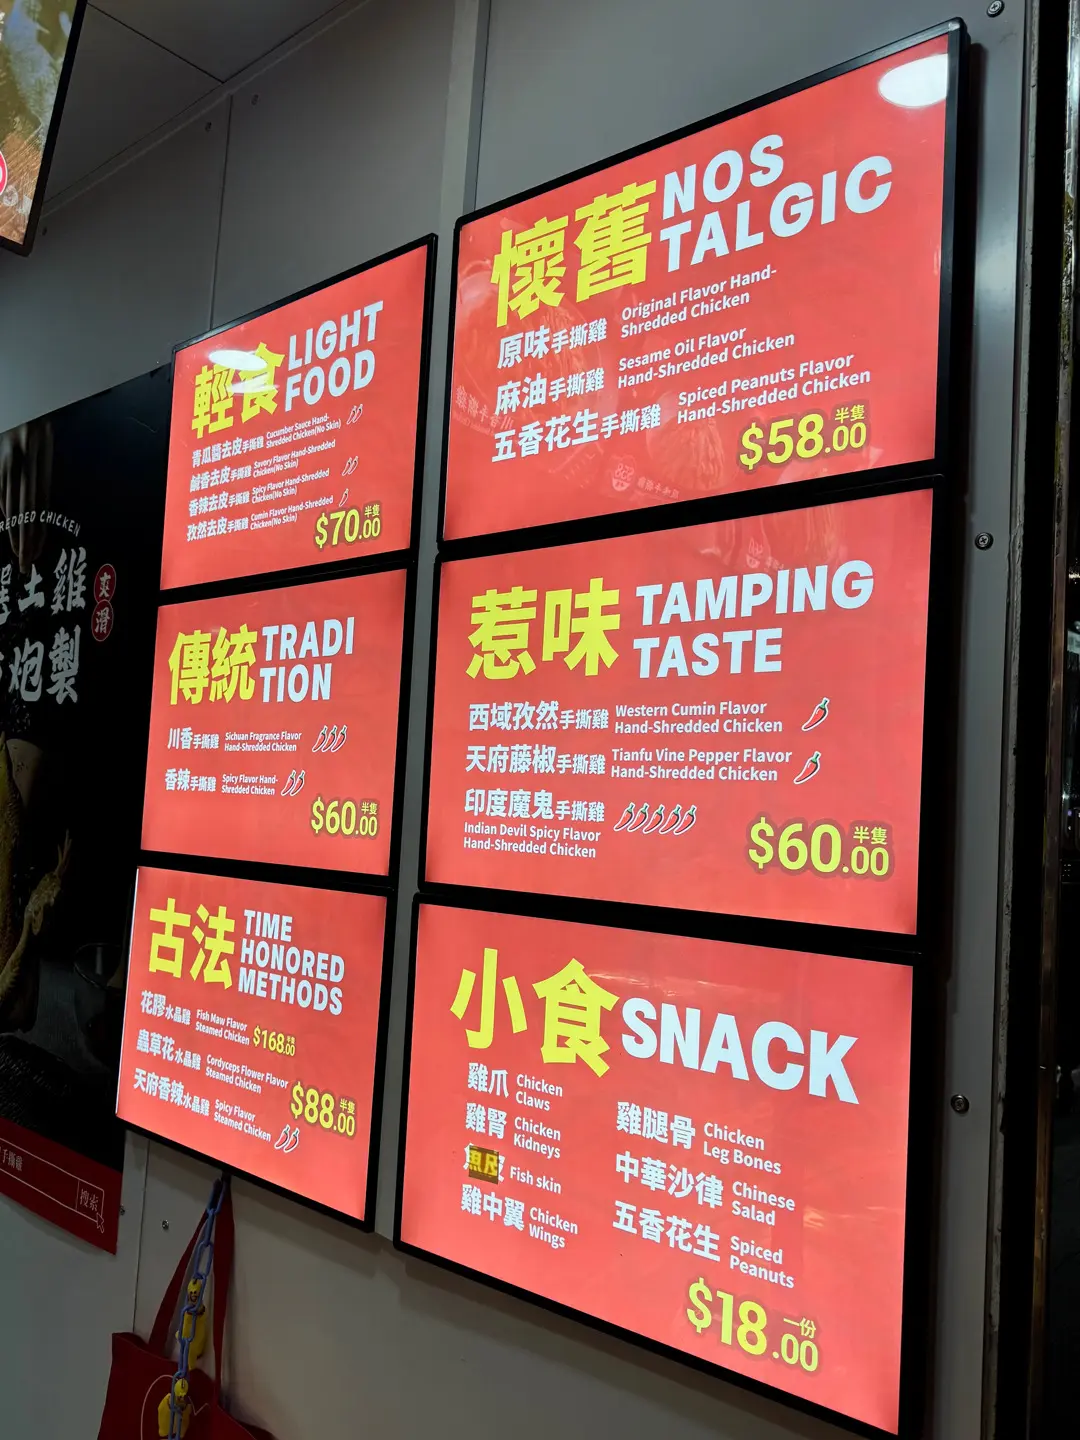 輕食 LIGHT
FOOD
青瓜醬去皮手撕雞 Cucumber Sauce Hand-
Shredded Chicken(No Skin)
鹹香去皮手撕雞 Savory Flavor Hand-Shredded
Chicken(No Skin)
香辣去皮手撕雞 Spicy Flavor Hand-Shredded
Chicken(No Skin)
孜然去皮手撕雞 Cumin Flavor Hand-Shredded
Chicken(No Skin)
$70.00 半隻
傳統 TRADI
TION
川香手撕雞 Sichuan Fragrance Flavor
Hand-Shredded Chicken
香辣手撕雞 Spicy Flavor Hand-
Shredded Chicken
$60.00 半隻
古法 TIME
HONORED
METHODS
花膠水晶雞 Fish Maw Flavor
Steamed Chicken $168.00 半隻
蟲草花水晶雞 Cordyceps Flower Flavor
Steamed Chicken
天府香辣水晶雞 Spicy Flavor
Steamed Chicken
$88.00 半隻
懷舊 NOS
TALGIC
原味手撕雞 Original Flavor Hand-
Shredded Chicken
麻油手撕雞 Sesame Oil Flavor
Hand-Shredded Chicken
五香花生手撕雞 Spiced Peanuts Flavor
Hand-Shredded Chicken
$58.00 半隻
惹味 TAMPING
TASTE
西域孜然手撕雞 Western Cumin Flavor
Hand-Shredded Chicken
天府藤椒手撕雞 Tianfu Vine Pepper Flavor
Hand-Shredded Chicken
印度魔鬼手撕雞
Indian Devil Spicy Flavor
Hand-Shredded Chicken
$60.00 半隻
小食 SNACK
雞爪 Chicken
Claws
雞腎 Chicken
Kidneys
Fish skin
雞中翼 Chicken
Wings
雞腿骨 Chicken
Leg Bones
中華沙律 Chinese
Salad
五香花生 Spiced
Peanuts
$18.00 一份
CHICKEN
土雞
爽滑
炮製
手撕雞
搜索